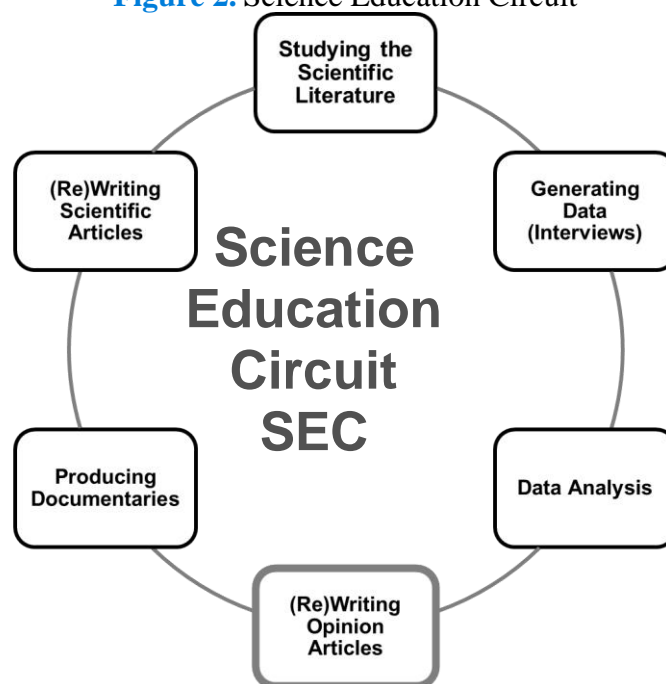 Figure 2. Science Education Circuit
Studying the
Scientific
Literature
(Re)Writing
Scientific
Articles
Generating
Data
(Interviews)
Science
Education
Circuit
SEC
Producing
Documentaries
Data Analysis
(Re)Writing
Opinion
Articles